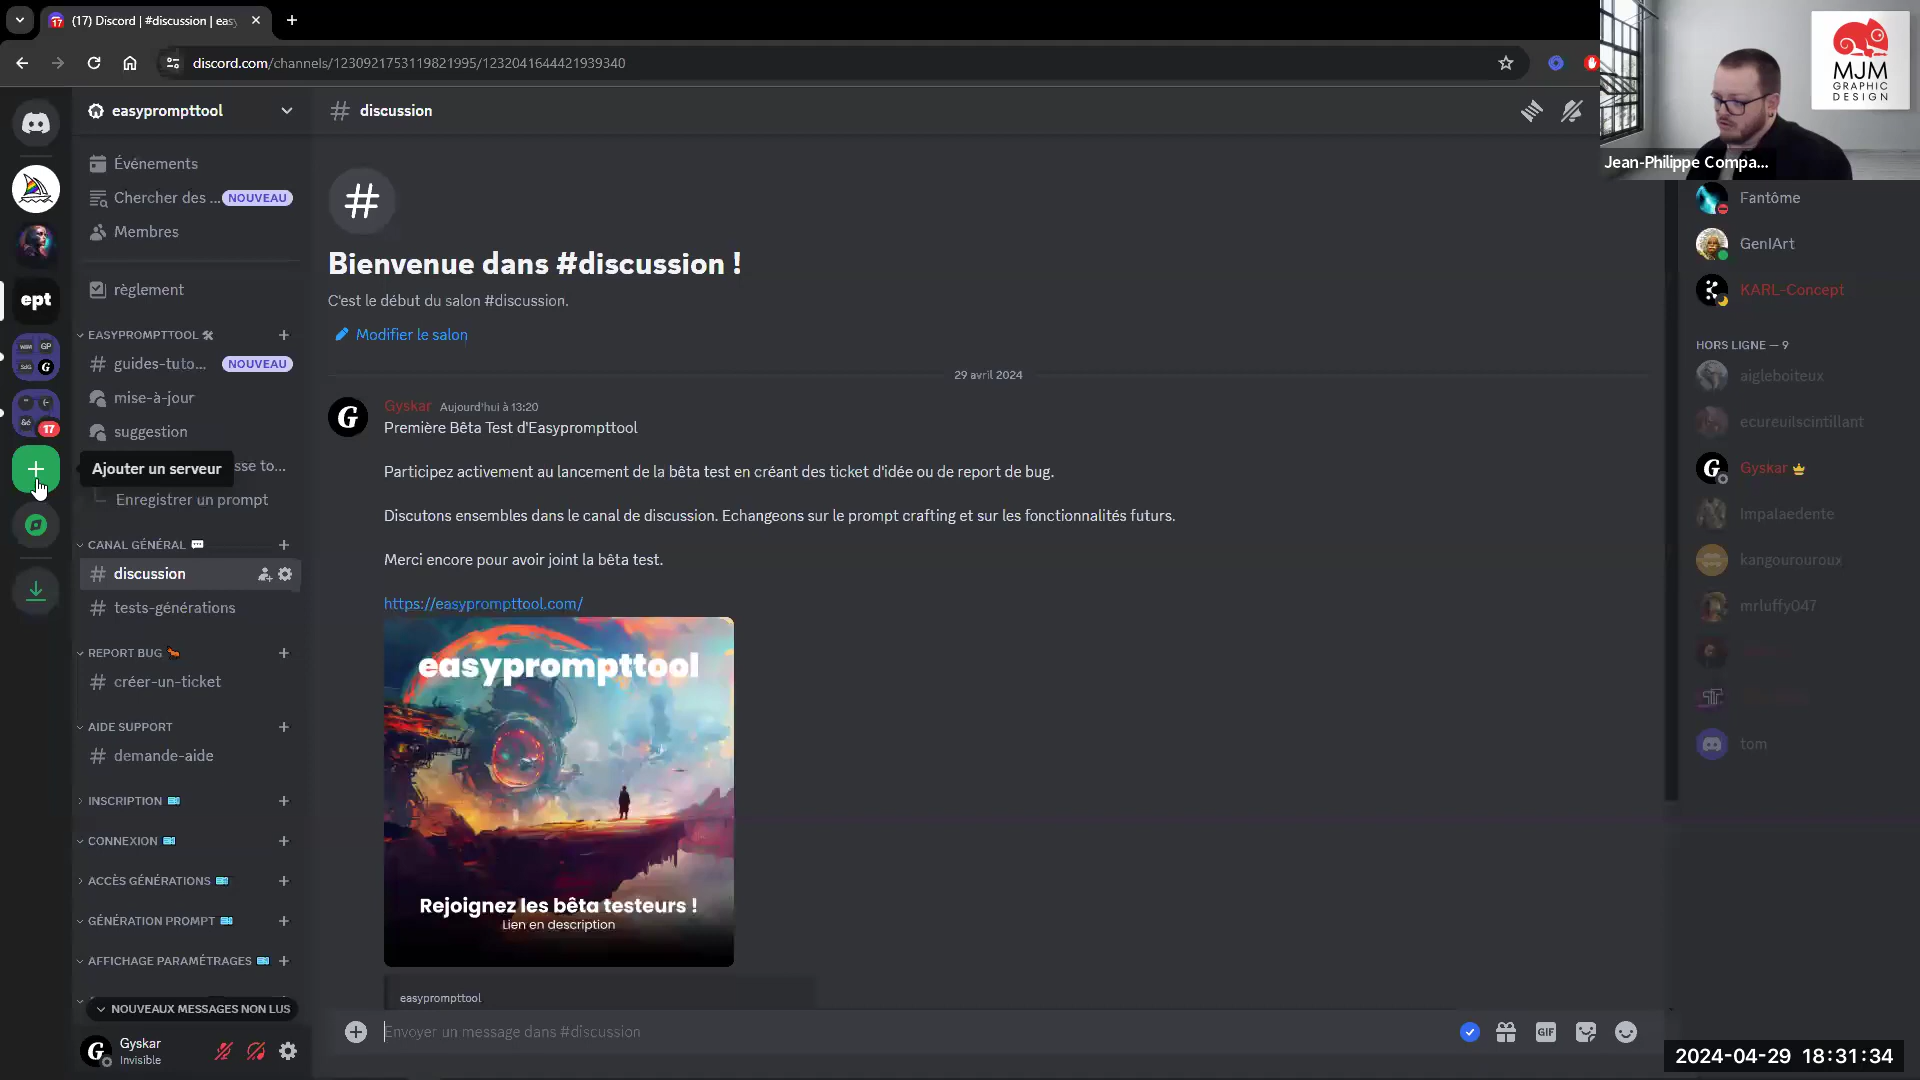 (17) Discord | #discussion | easy
discord.com/channels/1230921753119821995/1232041644421939340
MJM
GRAPHIC
DESIGN
Jean-Philippe Compa...
easyprompttool
Événements
Chercher des ... NOUVEAU
Membres
règlement
EASYPROMPTTOOL
guides-tuto... NOUVEAU
mise-à-jour
suggestion
Ajouter un serveur
sse to...
Enregistrer un prompt
CANAL GÉNÉRAL
discussion
tests-générations
REPORT BUG
créer-un-ticket
AIDE SUPPORT
demande-aide
INSCRIPTION
CONNEXION
ACCÈS GÉNÉRATIONS
GÉNÉRATION PROMPT
AFFICHAGE PARAMÉTRAGES
NOUVEAUX MESSAGES NON LUS
Gyskar
Invisible
ept
17
# discussion
Bienvenue dans #discussion !
C'est le début du salon #discussion.
Modifier le salon
29 avril 2024
Gyskar Aujourd'hui à 13:20
Première Bêta Test d'Easyprompttool
Participez activement au lancement de la bêta test en créant des ticket d'idée ou de report de bug.
Discutons ensembles dans le canal de discussion. Echangeons sur le prompt crafting et sur les fonctionnalités futurs.
Merci encore pour avoir joint la bêta test.
https://easyprompttool.com/
easyprompttool
Rejoignez les bêta testeurs !
Lien en description
easyprompttool
Envoyer un message dans #discussion
GIF
Fantôme
GenIArt
KARL-Concept
HORS LIGNE — 9
aigleboiteux
ecureuilscintillant
Gyskar
Impalaedente
kangourouroux
mrluffy047
tom
2024-04-29 18:31:34